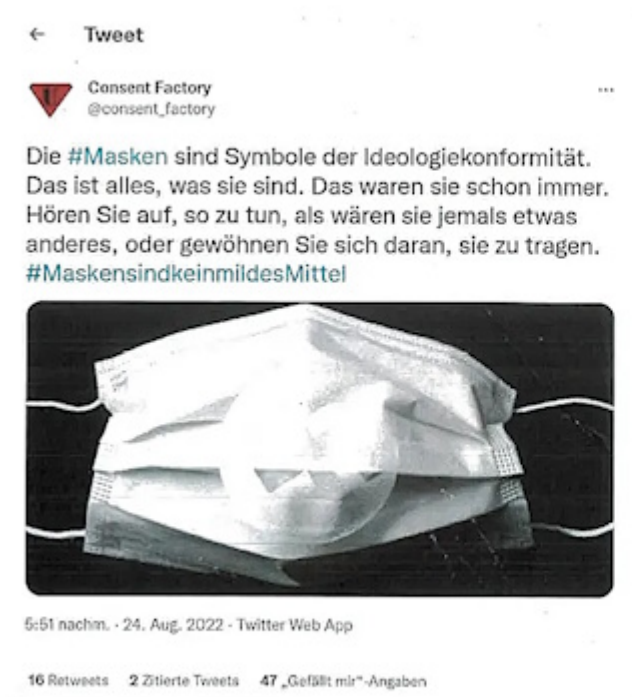 ← Tweet
Consent Factory
@consent_factory
...
Die #Masken sind Symbole der Ideologiekonformität.
Das ist alles, was sie sind. Das waren sie schon immer.
Hören Sie auf, so zu tun, als wären sie jemals etwas
anderes, oder gewöhnen Sie sich daran, sie zu tragen.
#MaskensindkeinmildesMittel
5:51 nachm. · 24. Aug. 2022 · Twitter Web App
16 Retweets 2 Zitierte Tweets 47 „Gefällt mir“-Angaben